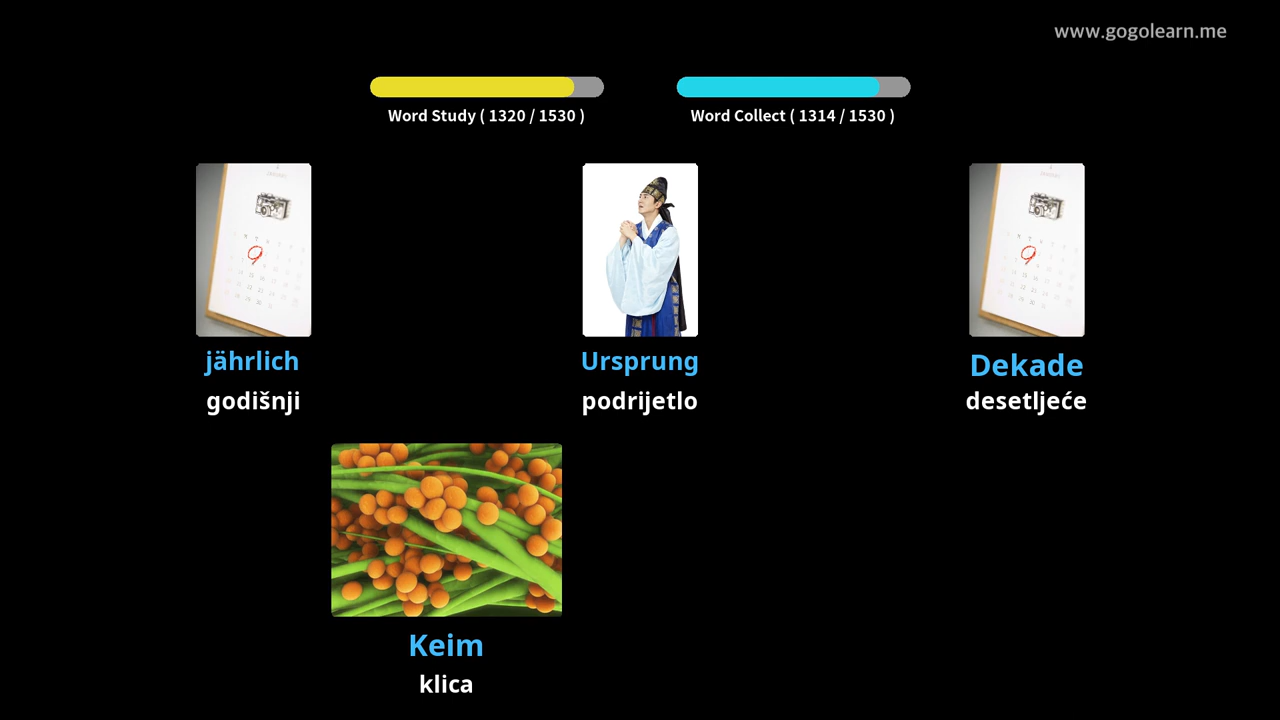 www.gogolearn.me
Word Study ( 1320 / 1530 )
Word Collect ( 1314 / 1530 )
jährlich
godišnji
Ursprung
podrijetlo
Dekade
desetljeće
Keim
klica